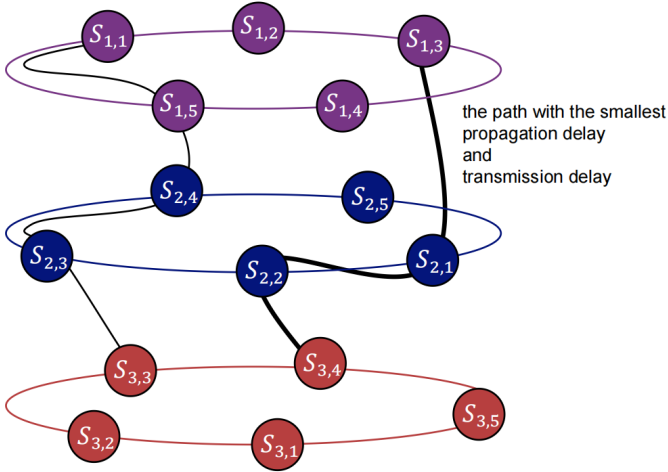 S1,1
S1,2
S1,3
S1,5
S1,4
the path with the smallest
propagation delay
and
transmission delay
S2,4
S2,5
S2,3
S2,2
S2,1
S3,3
S3,4
S3,2
S3,1
S3,5